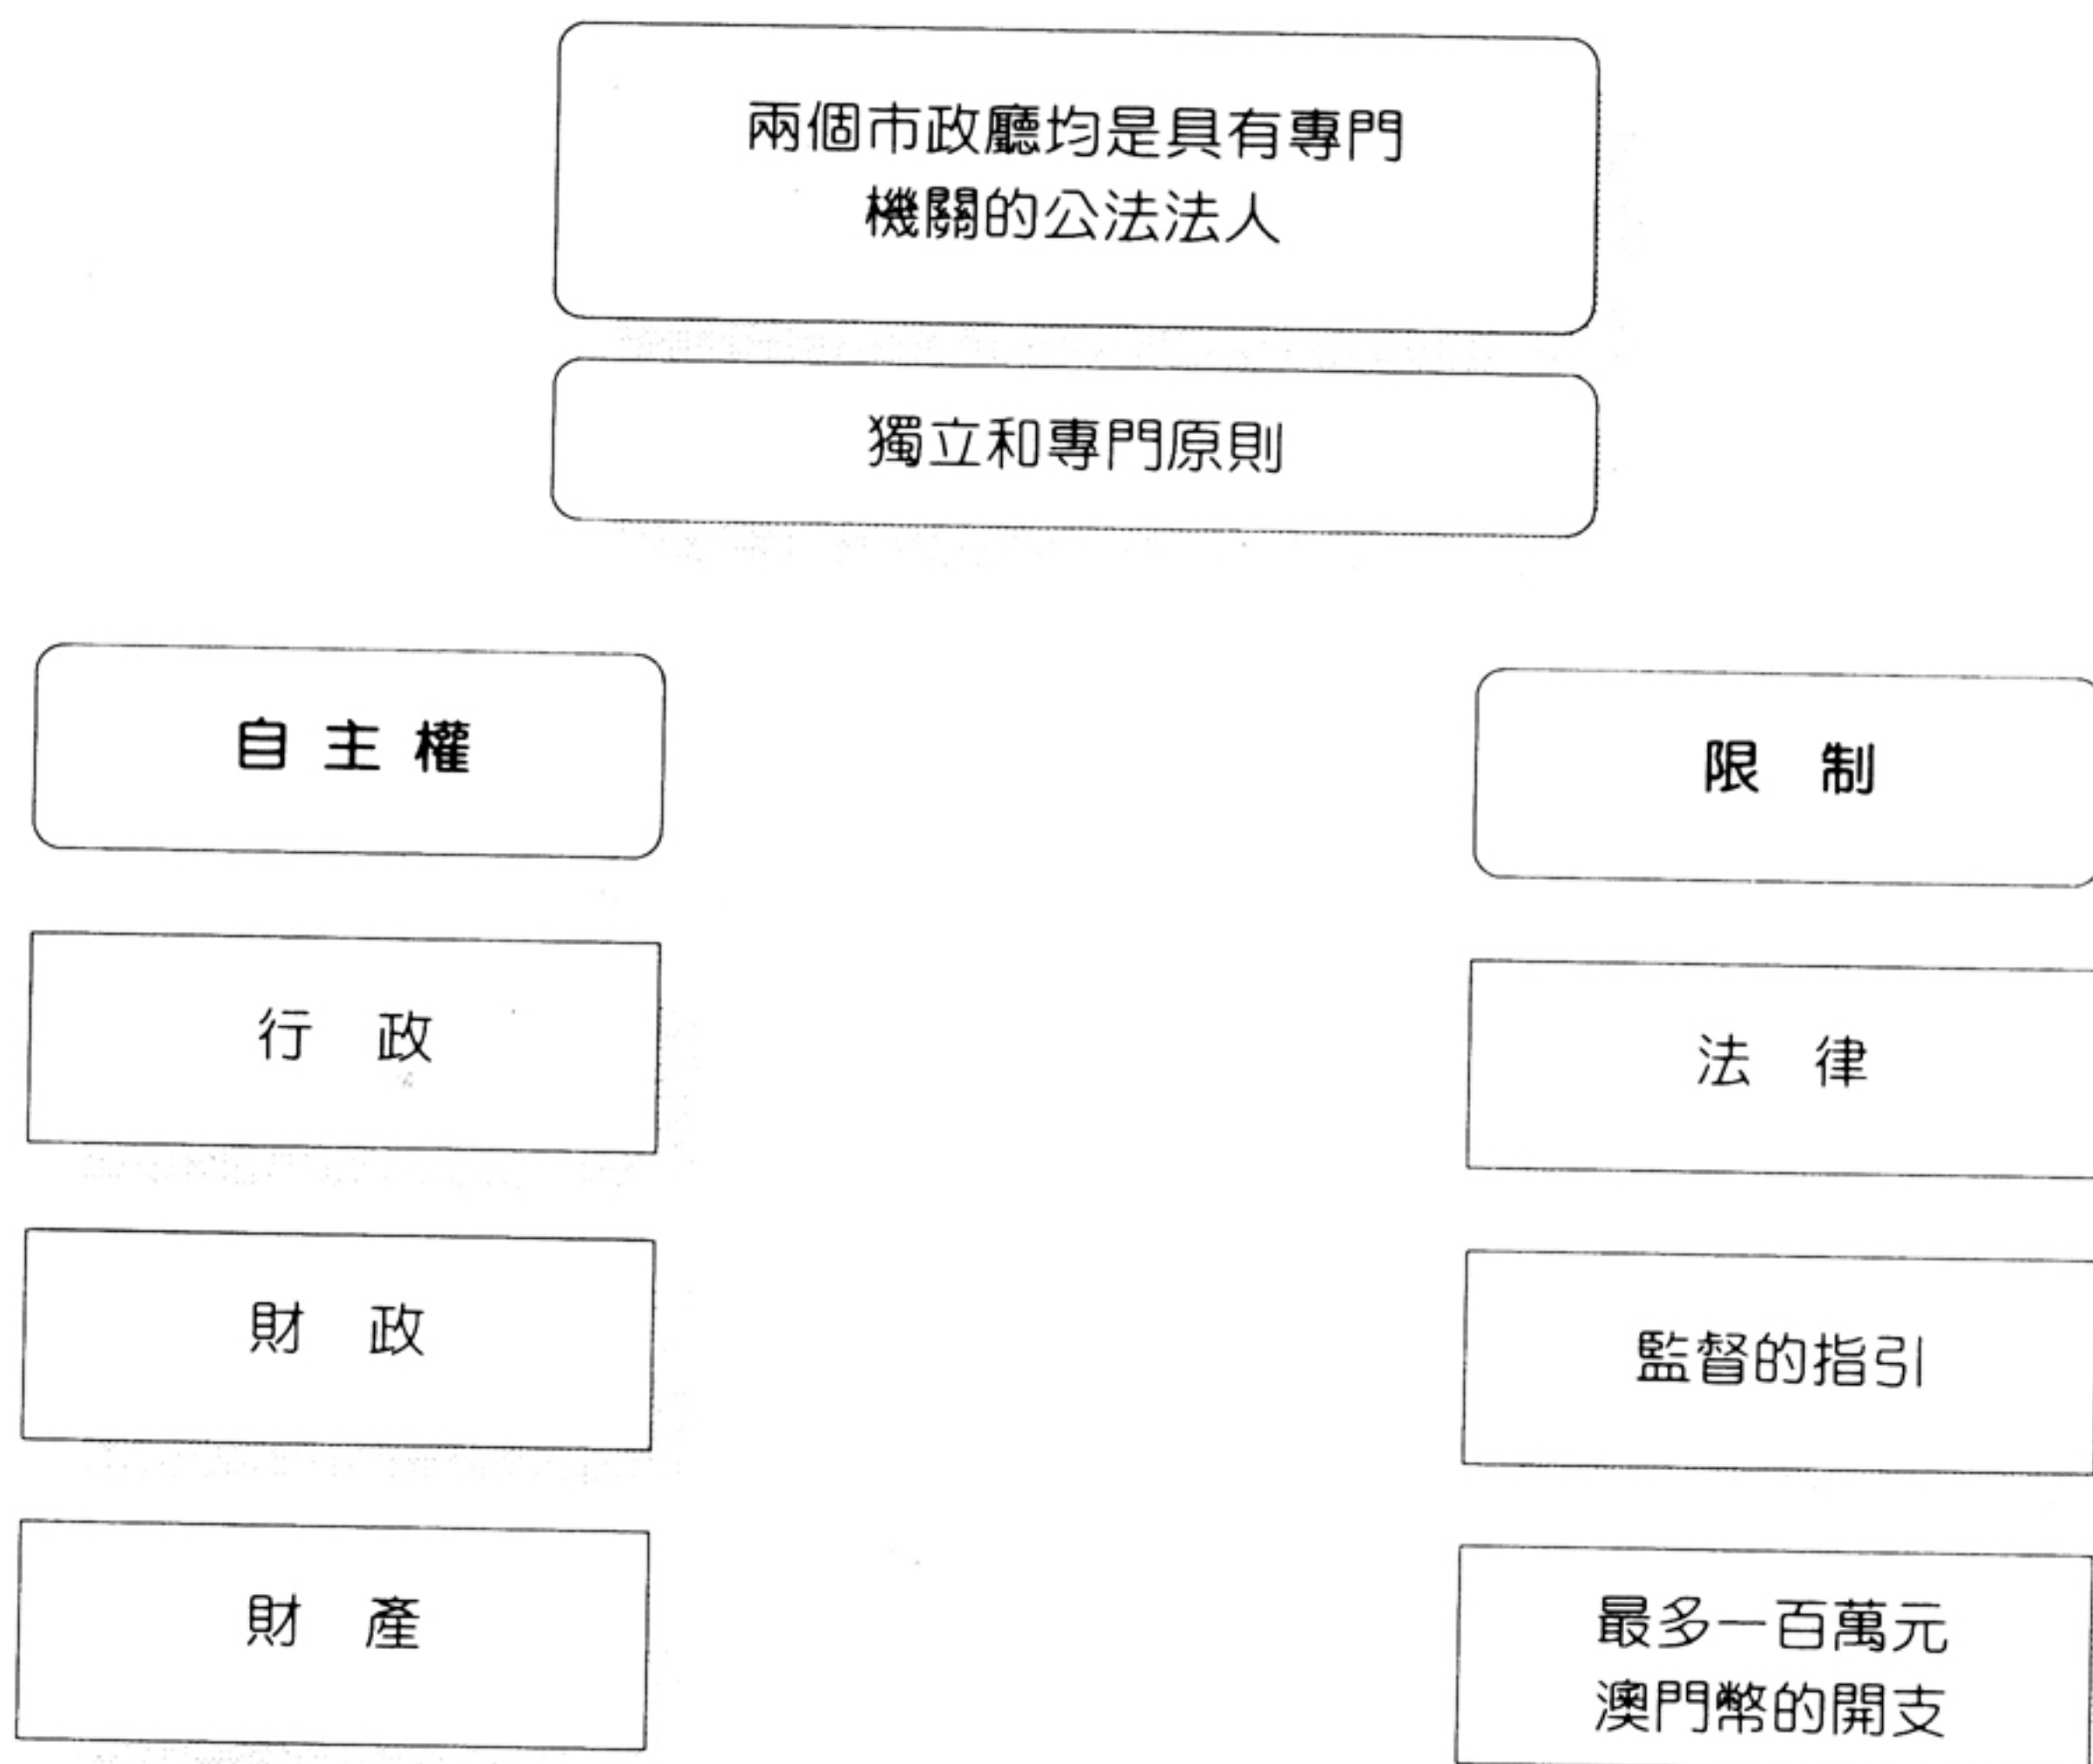 兩個市政廳均是具有專門
機關的公法法人
獨立和專門原則
自主權
限制
行政
法律
財政
監督的指引
財產
最多一百萬元
澳門幣的開支